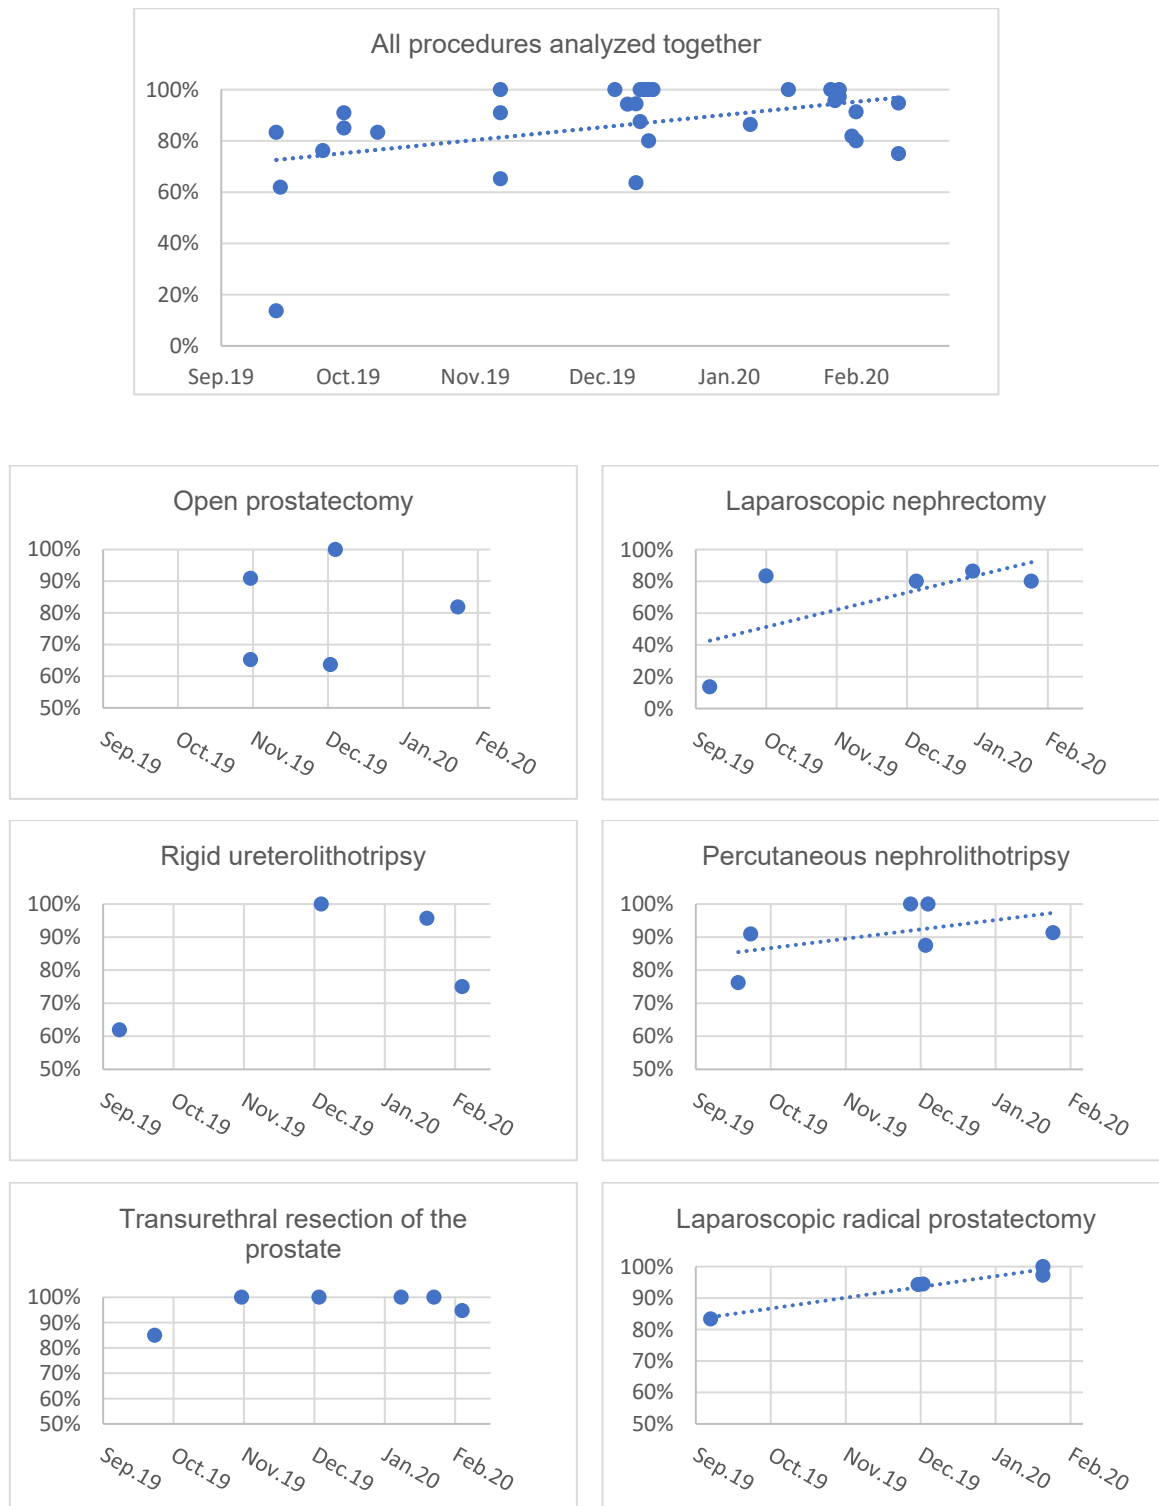 All procedures analyzed together
100%
80%
60%
40%
20%
0%
Sep.19 Oct.19 Nov.19 Dec.19 Jan.20 Feb.20
Open prostatectomy
100%
90%
80%
70%
60%
50%
Sep.19 Oct.19 Nov.19 Dec.19 Jan.20 Feb.20
Laparoscopic nephrectomy
100%
80%
60%
40%
20%
0%
Sep.19 Oct.19 Nov.19 Dec.19 Jan.20 Feb.20
Rigid ureterolithotripsy
100%
90%
80%
70%
60%
50%
Sep.19 Oct.19 Nov.19 Dec.19 Jan.20 Feb.20
Percutaneous nephrolithotripsy
100%
90%
80%
70%
60%
50%
Sep.19 Oct.19 Nov.19 Dec.19 Jan.20 Feb.20
Transurethral resection of the
prostate
100%
90%
80%
70%
60%
50%
Sep.19 Oct.19 Nov.19 Dec.19 Jan.20 Feb.20
Laparoscopic radical prostatectomy
100%
90%
80%
70%
60%
50%
Sep.19 Oct.19 Nov.19 Dec.19 Jan.20 Feb.20